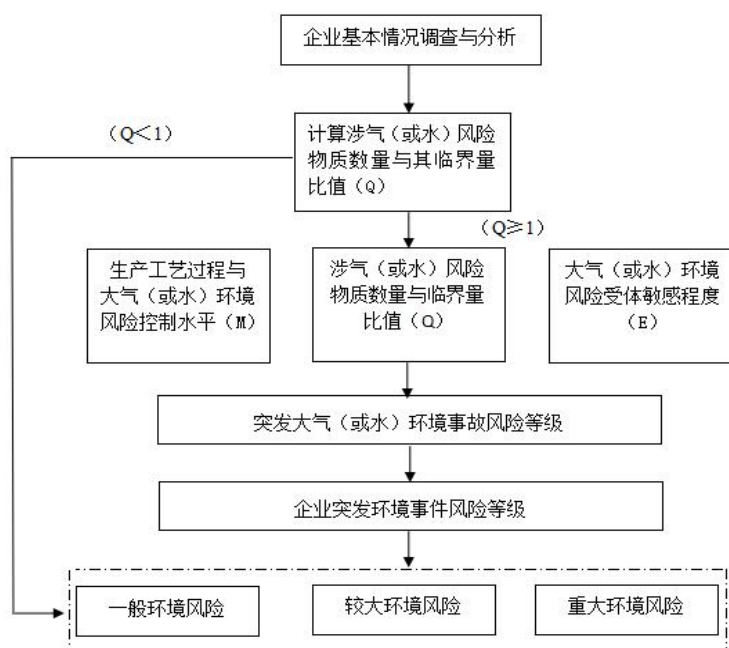 企业基本情况调查与分析
（Q＜1）
计算涉气（或水）风险
物质数量与其临界量
比值（Q）
（Q≥1）
生产工艺过程与
大气（或水）环境
风险控制水平（M）
涉气（或水）风险
物质数量与临界量
比值（Q）
大气（或水）环境
风险受体敏感程度
（E）
突发大气（或水）环境事故风险等级
企业突发环境事件风险等级
一般环境风险
较大环境风险
重大环境风险